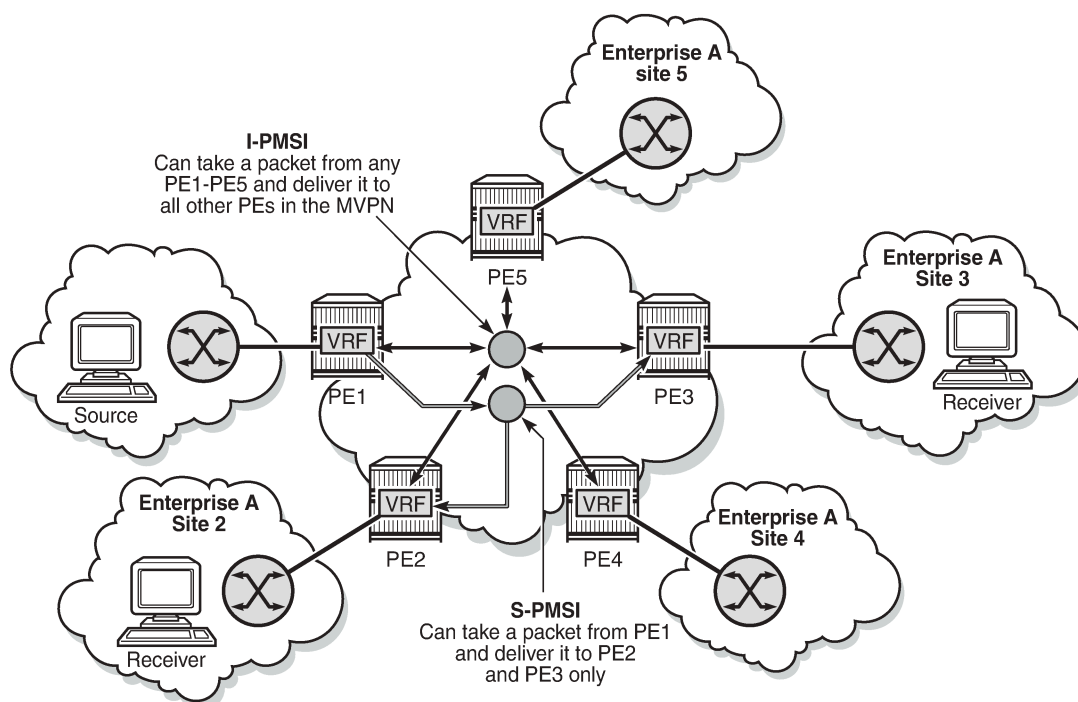 Enterprise A
site 5
I-PMSI
Can take a packet from any
PE1-PE5 and deliver it to
all other PEs in the MVPN
VRF
PE5
Enterprise A
Site 3
VRF
VRF
Source
PE1
PE3
Receiver
Enterprise A
Site 2
VRF
VRF
Enterprise A
Site 4
PE2
PE4
Receiver
S-PMSI
Can take a packet from PE1
and deliver it to PE2
and PE3 only